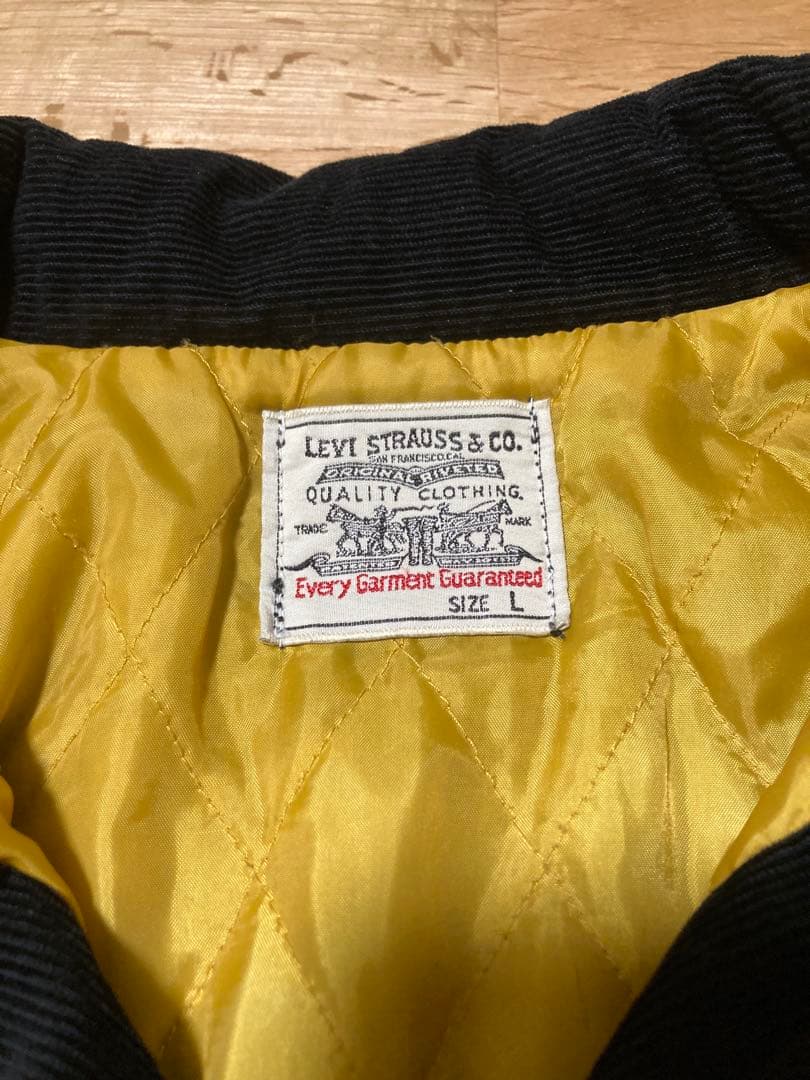 LEVI STRAUSS & CO.
SAN FRANCISCO,CAL
ORIGINAL RIVETED
QUALITY CLOTHING.
TRADE MARK
Every Garment Guaranteed
SIZE L